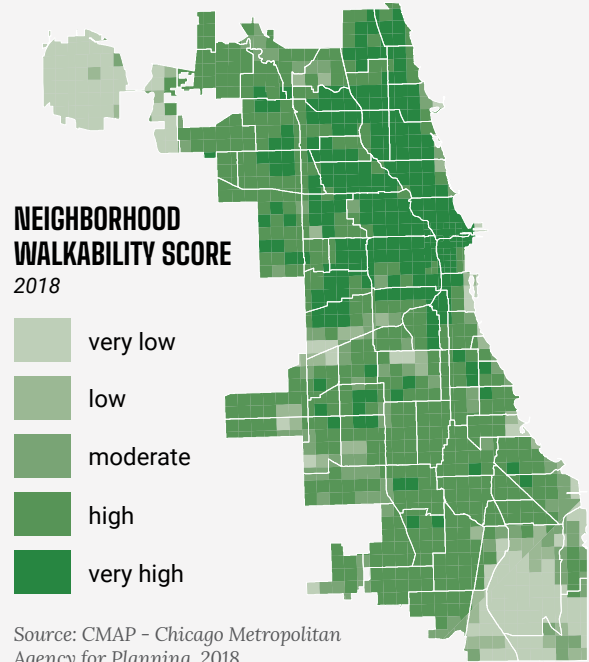 NEIGHBORHOOD
WALKABILITY SCORE
2018
very low
low
moderate
high
very high
Source: CMAP - Chicago Metropolitan
Agency for Planning, 2018